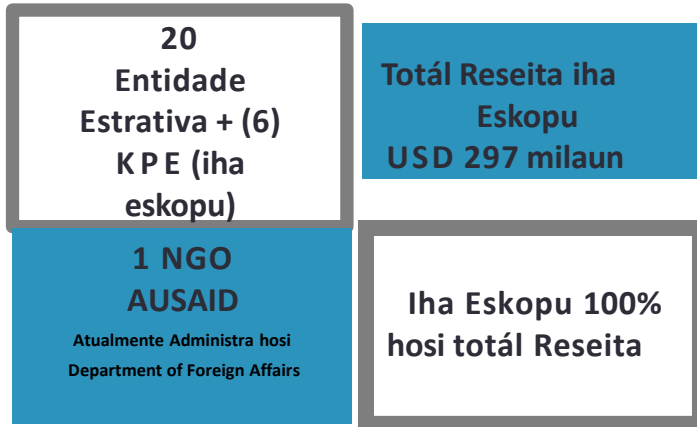 20
Entidade
Estrativa + (6)
KPE (iha
eskopu)
Totál Reseita iha
Eskopu
USD 297 milaun
1 NGO
AUSAID
Atualmente Administra hosi
Department of Foreign Affairs
Iha Eskopu 100%
hosi totál Reseita